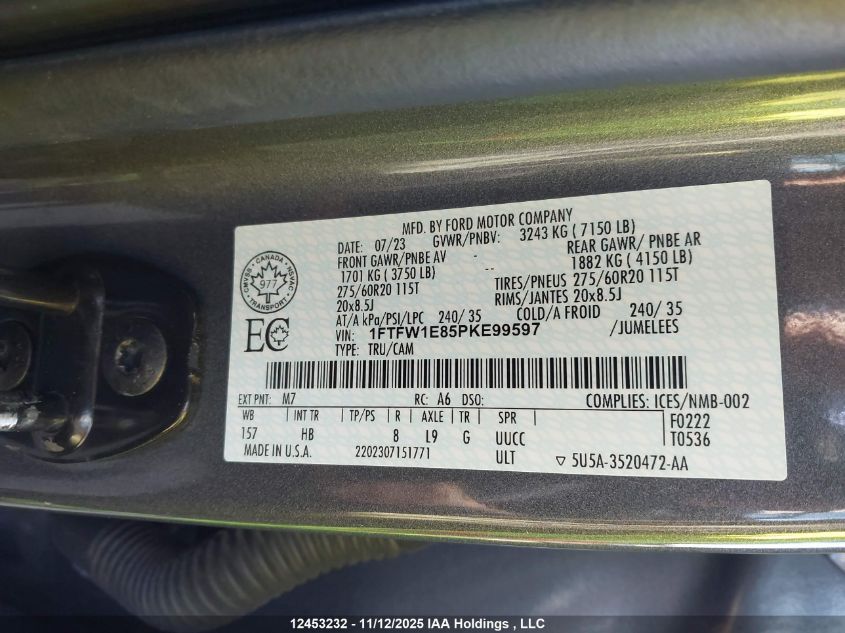 MFD. BY FORD MOTOR COMPANY
DATE: 07/23 GVWR/PNBV: 3243 KG ( 7150 LB)
FRONT GAWR/PNBE AV - REAR GAWR/ PNBE AR
1701 KG ( 3750 LB) -- 1882 KG ( 4150 LB)
275/60R20 115T TIRES/PNEUS 275/60R20 115T
20x8.5J RIMS/JANTES 20x8.5J
AT/A kPa/PSI/LPC 240/ 35 COLD/A FROID 240/ 35
VIN: 1FTFW1E85PKE99597 /JUMELEES
TYPE: TRU/CAM
CMVSS · CANADA · NSVAC
977
TRANSPORT
EC
EXT PNT: M7 RC: A6 DSO: COMPLIES: ICES/NMB-002
WB INT TR TP/PS R AXLE TR SPR F0222
157 HB 8 L9 G UUCC T0536
MADE IN U.S.A. 2202307151771 ULT ▽ 5U5A-3520472-AA
12453232 - 11/12/2025 IAA Holdings , LLC